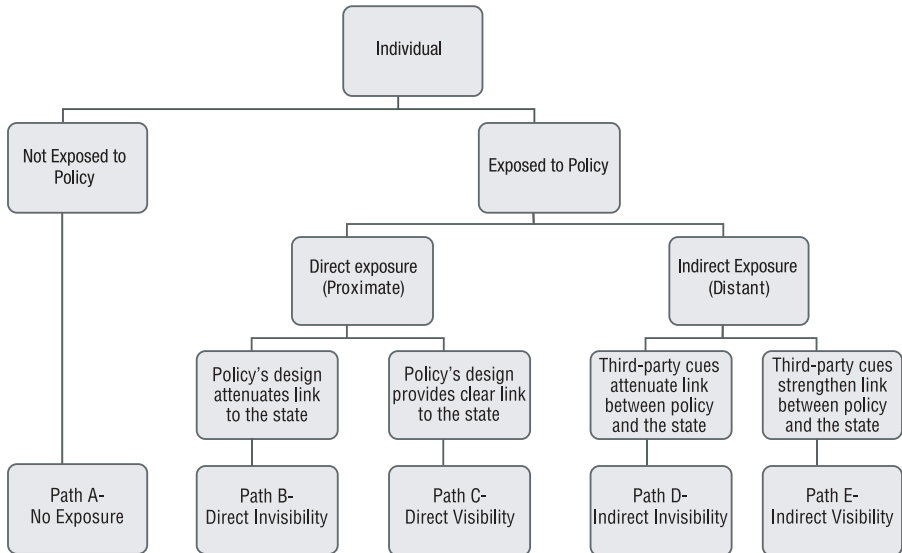 Individual
Not Exposed to
Policy
Exposed to Policy
Direct exposure
(Proximate)
Indirect Exposure
(Distant)
Policy's design
attenuates link
to the state
Policy's design
provides clear link
to the state
Third-party cues
attenuate link
between policy
and the state
Third-party cues
strengthen link
between policy
and the state
Path A-
No Exposure
Path B-
Direct Invisibility
Path C-
Direct Visibility
Path D-
Indirect Invisibility
Path E-
Indirect Visibility